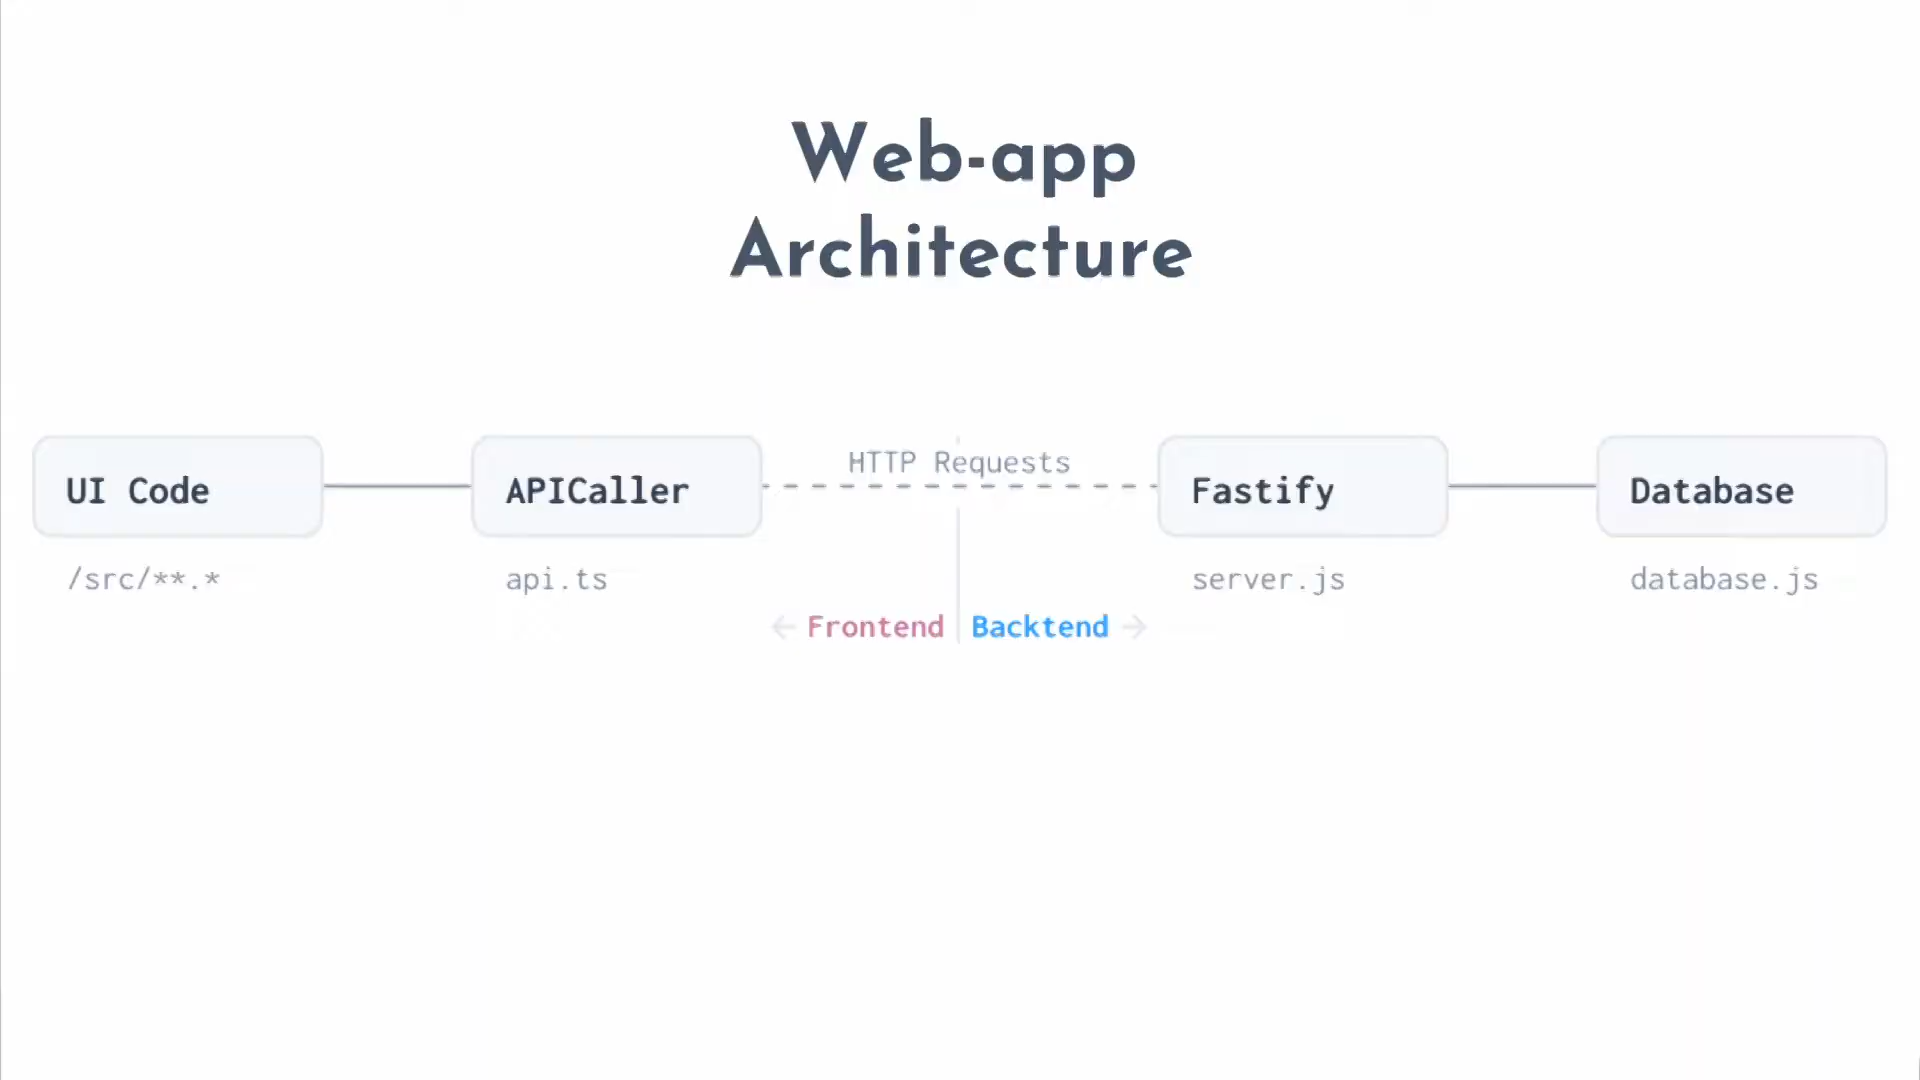 Web-app
Architecture
HTTP Requests
UI Code
APICaller
Fastify
Database
/src/**.*
api.ts
server.js
database.js
← Frontend
Backtend →